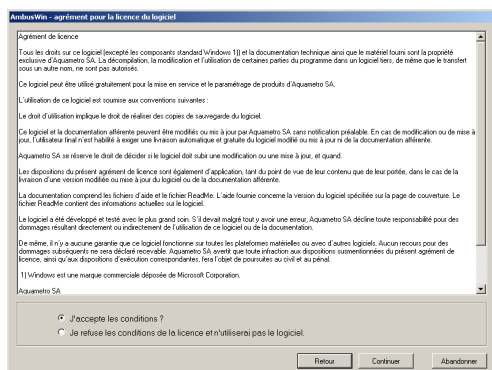 AmbusWin - agrément pour la licence du logiciel
Agrément de licence
Tous les droits sur ce logiciel (excepté les composants standard Windows 1)) et la documentation technique ainsi que le matériel fourni sont la propriété
exclusive d'Aquametro SA. La décompilation, la modification et l'utilisation de certaines parties du programme dans un logiciel tiers, de même que le transfert
sous un autre nom, ne sont pas autorisés.
Ce logiciel peut être utilisé gratuitement pour la mise en service et le paramétrage de produits d'Aquametro SA.
L'utilisation de ce logiciel est soumise aux conventions suivantes :
Le droit d'utilisation implique le droit de réaliser des copies de sauvegarde du logiciel.
Ce logiciel et la documentation afférente peuvent être modifiés ou mis à jour par Aquametro SA sans notification préalable. En cas de modification ou de mise à
jour, l'utilisateur final n'est habilité à exiger une livraison automatique et gratuite du logiciel modifié ou mis à jour ni de la documentation afférente.
Aquametro SA se réserve le droit de décider si le logiciel doit subir une modification ou une mise à jour, et quand.
Les dispositions du présent agrément de licence sont également d'application, tant du point de vue de leur contenu que de leur portée, dans le cas de la
livraison d'une version modifiée ou mise à jour du logiciel ou de la documentation afférente.
La documentation comprend les fichiers d'aide et le fichier ReadMe. L'aide fournie concerne la version du logiciel spécifiée sur la page de couverture. Le
fichier ReadMe contient des informations actuelles sur le logiciel.
Le logiciel a été développé et testé avec le plus grand soin. S'il devait malgré tout y avoir une erreur, Aquametro SA décline toute responsabilité pour des
dommages résultant directement ou indirectement de l'utilisation de ce logiciel ou de la documentation.
De même, il n'y a aucune garantie que ce logiciel fonctionne sur toutes les plateformes matérielles ou avec d'autres logiciels. Aucun recours pour des
dommages subséquents ne sera déclaré recevable. Aquametro SA avertit que toute infraction aux dispositions susmentionnées du présent agrément de
licence, ainsi qu'aux dispositions d'exécution correspondantes, fera l'objet de poursuites au civil et au pénal.
1) Windows est une marque commerciale déposée de Microsoft Corporation.
Aquametro SA
J'accepte les conditions ?
Je refuse les conditions de la licence et n'utiliserai pas le logiciel.
Retour Continuer Abandonner